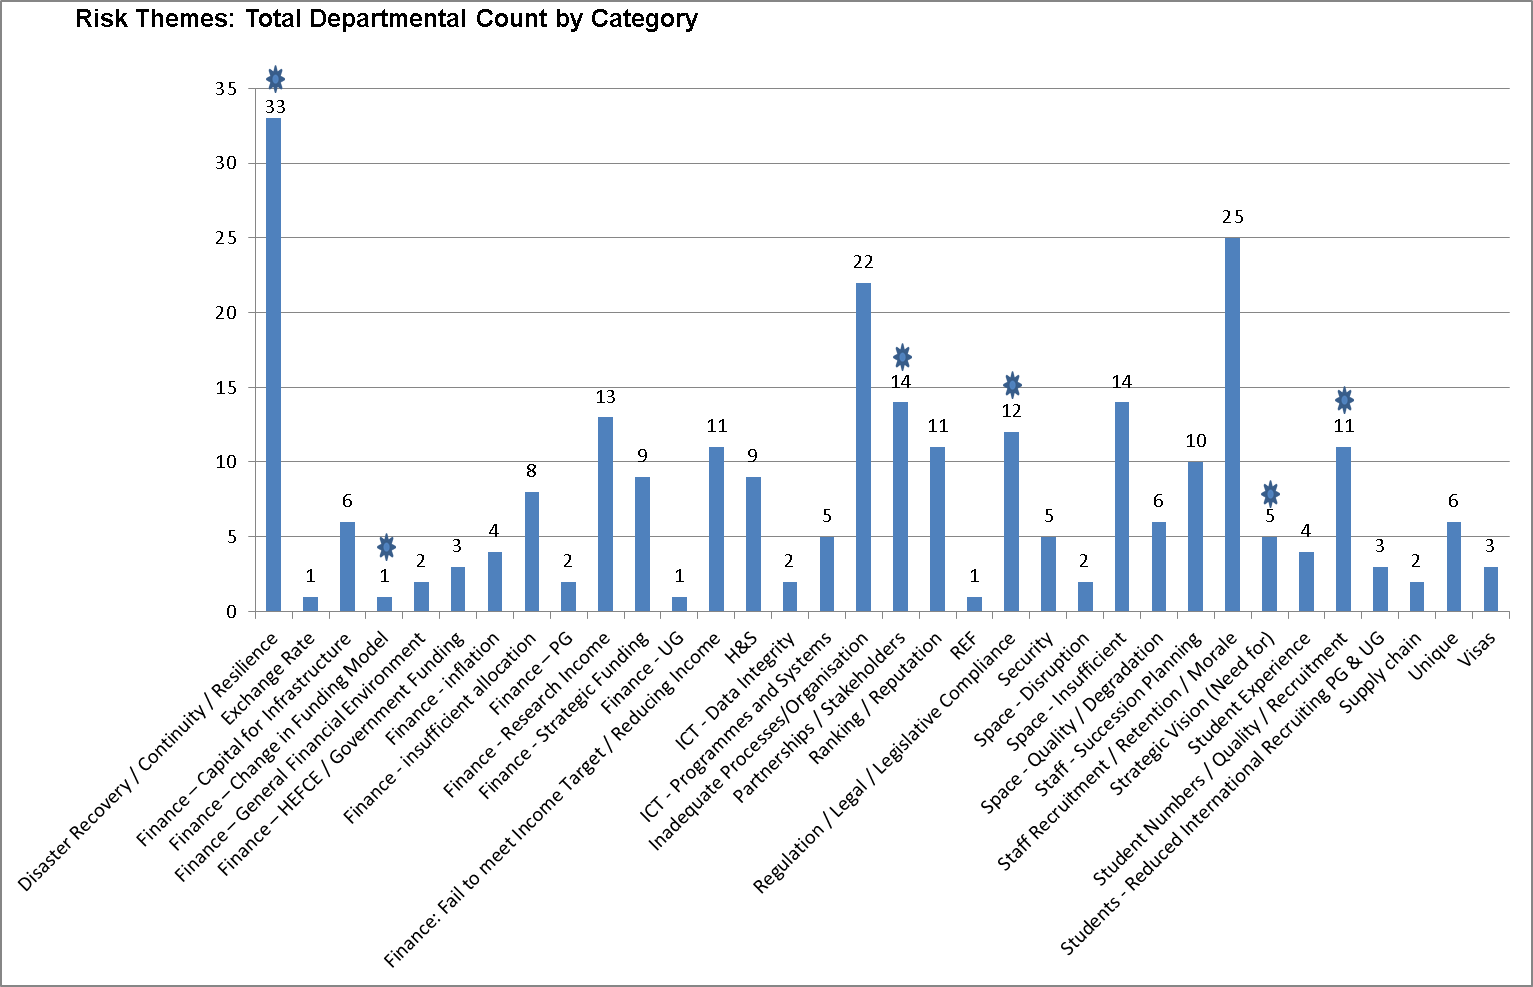 Risk Themes: Total Departmental Count by Category
35
30
25
20
15
10
5
0
33
1
6
1
2
3
4
8
2
13
9
1
11
9
2
5
22
14
11
1
12
5
2
14
6
10
25
5
4
11
3
2
6
3
Disaster Recovery / Continuity / Resilience
Exchange Rate
Finance – Capital for Infrastructure
Finance – Change in Funding Model
Finance – General Financial Environment
Finance – HEFCE / Government Funding
Finance - inflation
Finance - insufficient allocation
Finance – PG
Finance - Research Income
Finance - Strategic Funding
Finance - UG
Finance: Fail to meet Income Target / Reducing Income
H&S
ICT - Data Integrity
ICT - Programmes and Systems
Inadequate Processes/Organisation
Partnerships / Stakeholders
Ranking / Reputation
REF
Regulation / Legal / Legislative Compliance
Security
Space - Disruption
Space - Insufficient
Space - Quality / Degradation
Staff - Succession Planning
Staff Recruitment / Retention / Morale
Strategic Vision (Need for)
Student Experience
Student Numbers / Quality / Recruitment
Students - Reduced International Recruiting PG & UG
Supply chain
Unique
Visas